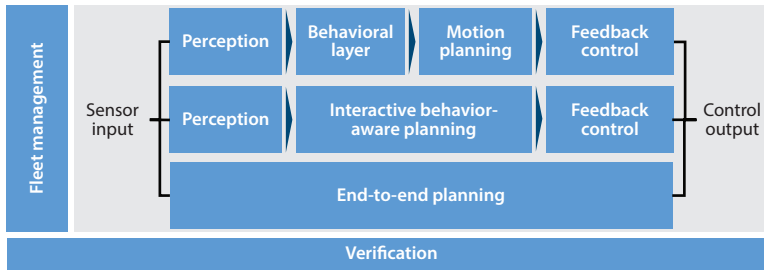 Fleet management
Sensor
input
Perception
Behavioral
layer
Motion
planning
Feedback
control
Perception
Interactive behavior-
aware planning
Feedback
control
End-to-end planning
Control
output
Verification